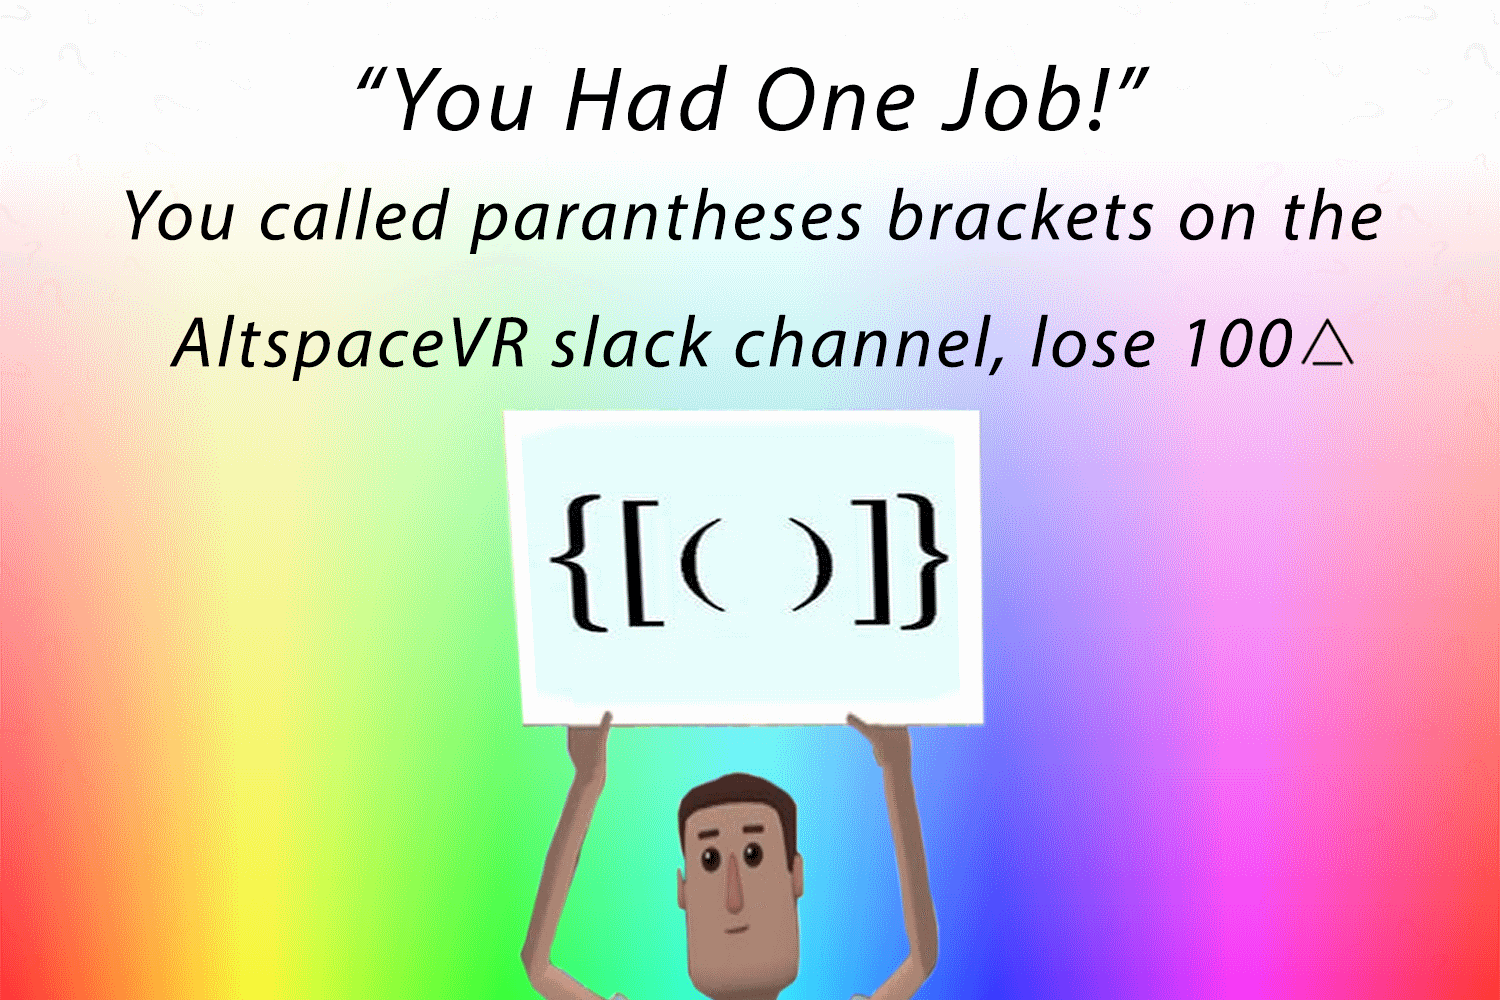 “You Had One Job!”
You called parantheses brackets on the
AltspaceVR slack channel, lose 100△
{[( )]}